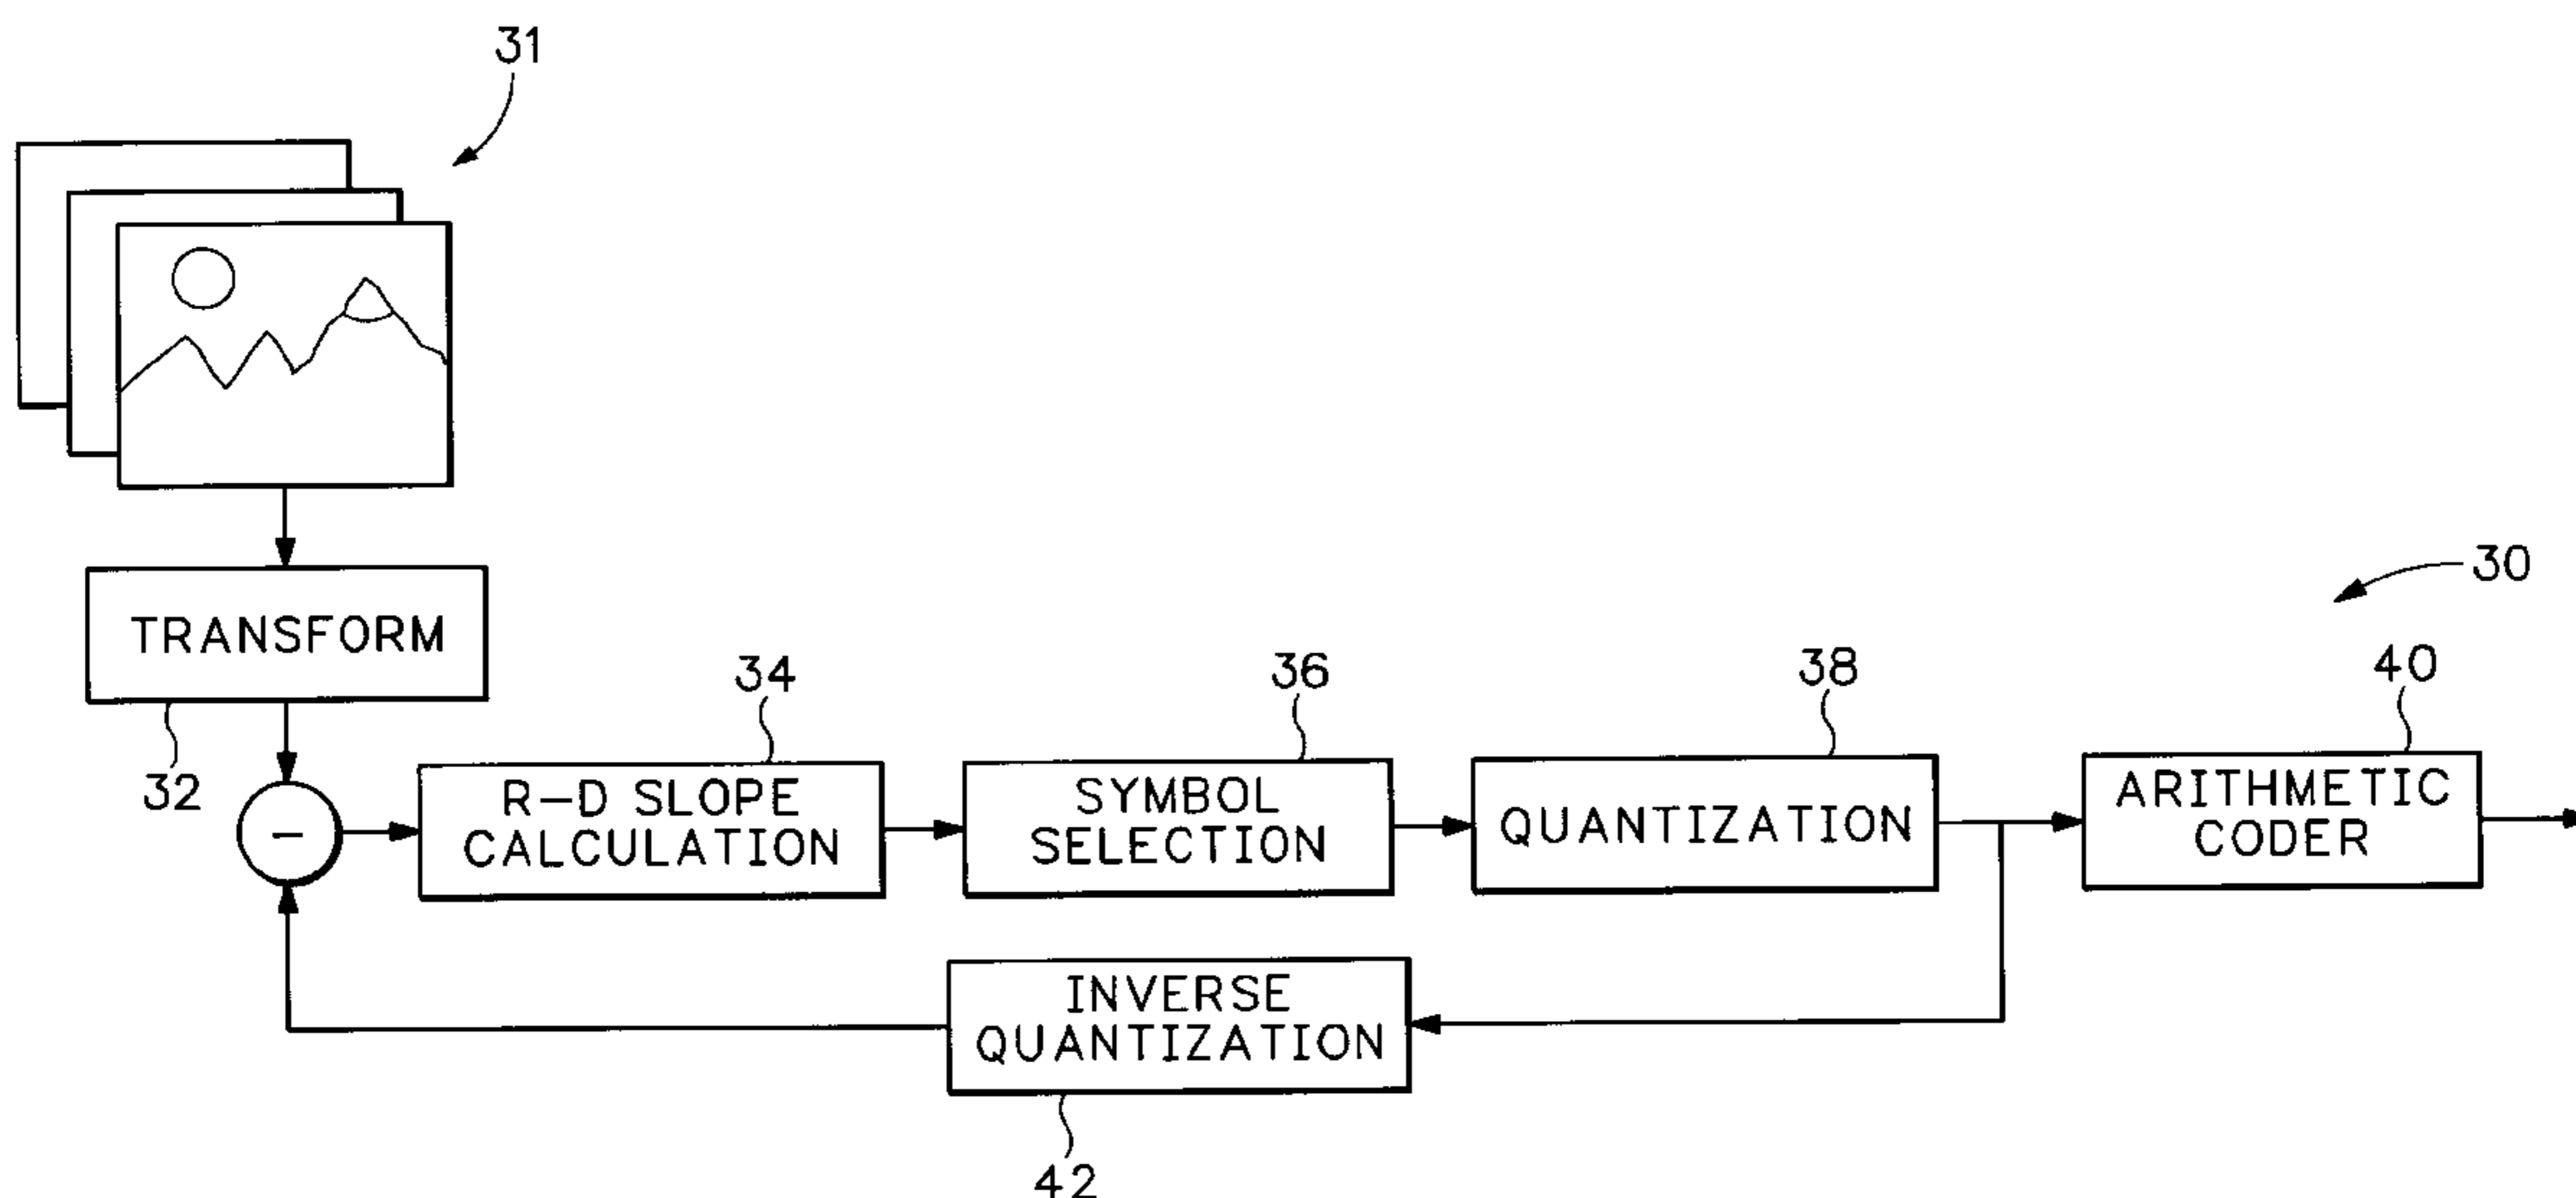 31
TRANSFORM
32
30
34
36
38
40
R-D SLOPE
CALCULATION
SYMBOL
SELECTION
QUANTIZATION
ARITHMETIC
CODER
-
INVERSE
QUANTIZATION
42